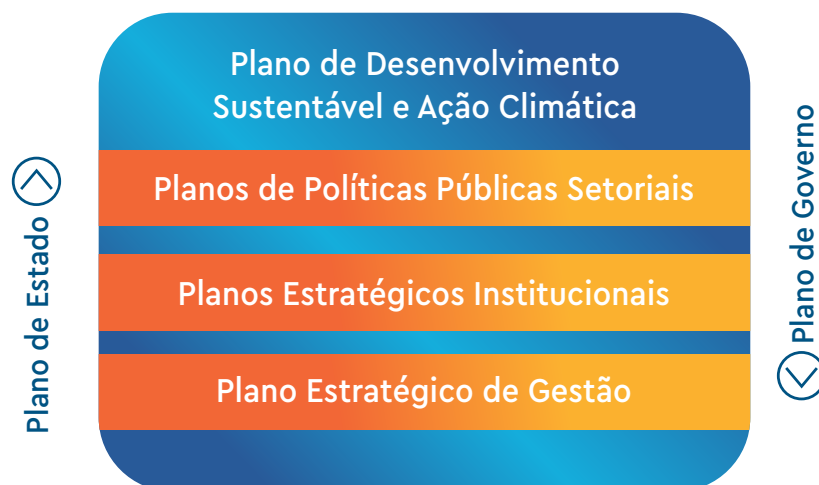 Plano de Desenvolvimento
Sustentável e Ação Climática
Planos de Políticas Públicas Setoriais
Planos Estratégicos Institucionais
Plano Estratégico de Gestão
Plano de Estado
Plano de Governo